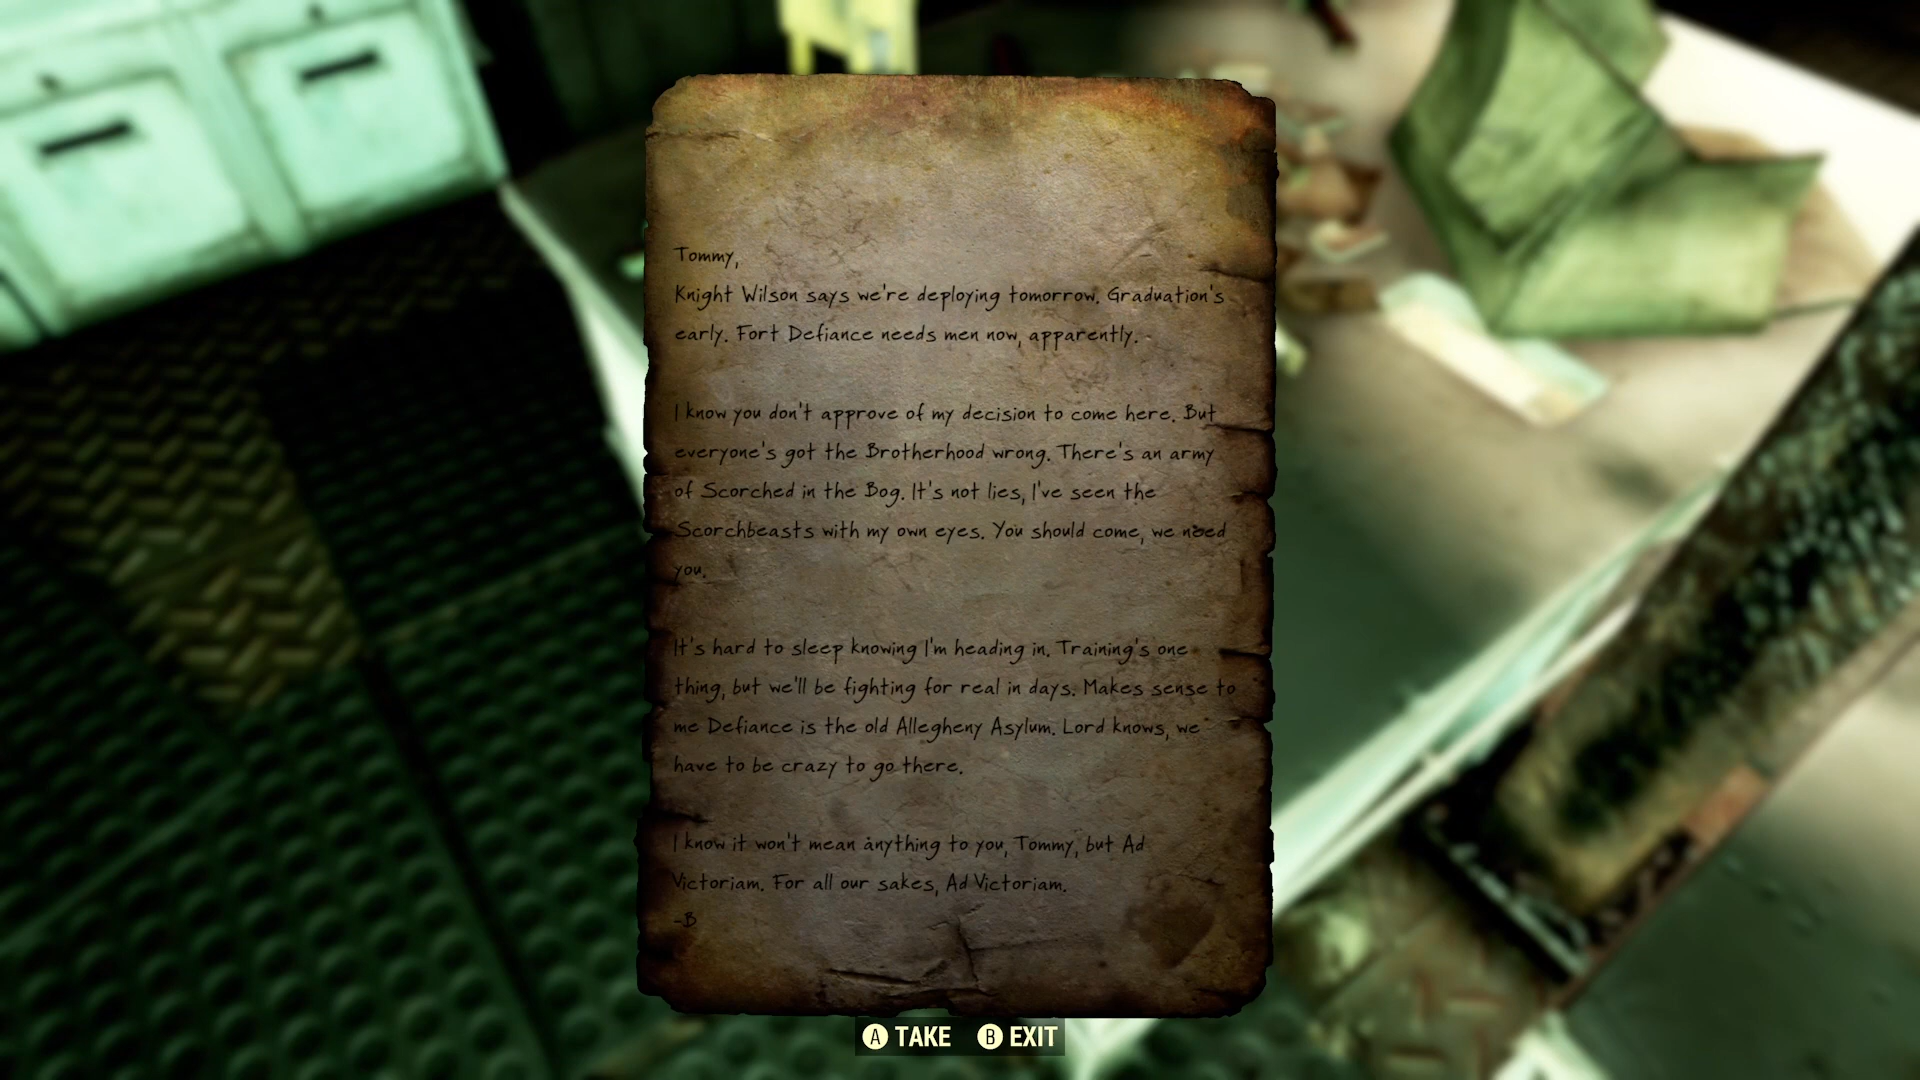 Tommy,
Knight Wilson says we're deploying tomorrow. Graduation's
early. Fort Defiance needs men now, apparently.
I know you don't approve of my decision to come here. But
everyone's got the Brotherhood wrong. There's an army
of Scorched in the Bog. It's not lies, I've seen the
Scorchbeasts with my own eyes. You should come, we need
you.
It's hard to sleep knowing I'm heading in. Training's one
thing, but we'll be fighting for real in days. Makes sense to
me Defiance is the old Allegheny Asylum. Lord knows, we
have to be crazy to go there.
I know it won't mean anything to you, Tommy, but Ad
Victoriam. For all our sakes, Ad Victoriam.
-B
A TAKE B EXIT